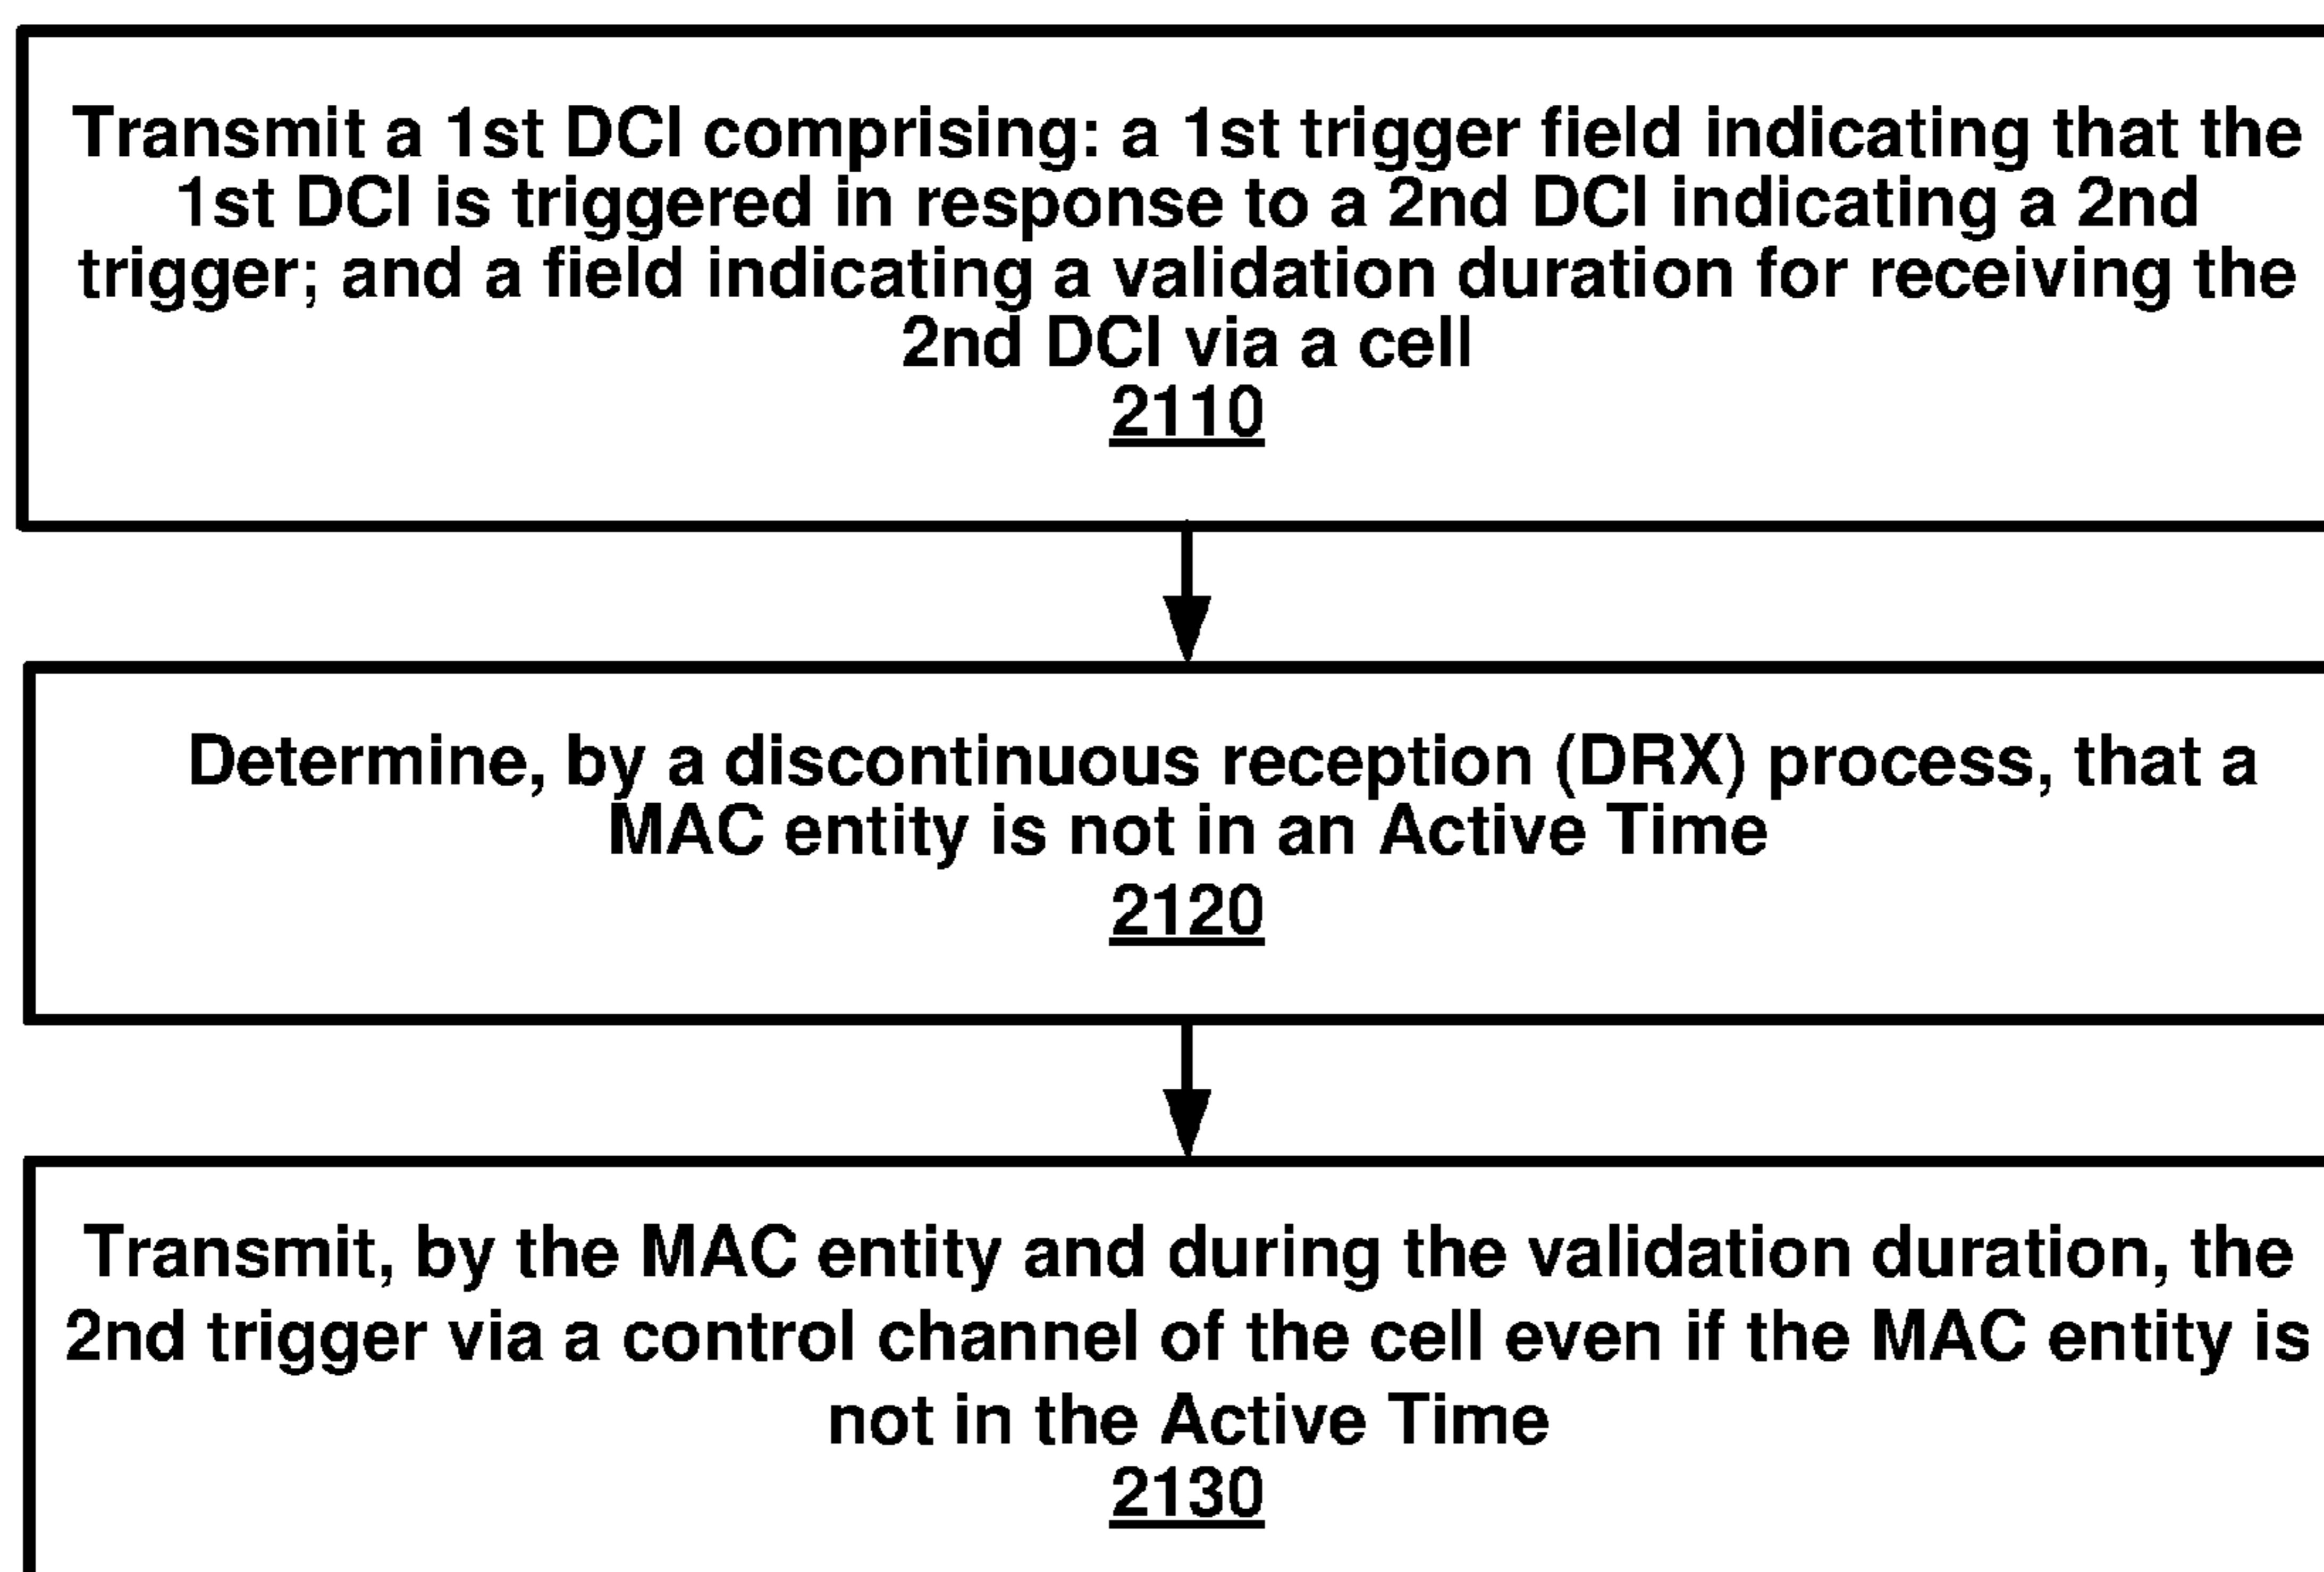 Transmit a 1st DCI comprising: a 1st trigger field indicating that the
1st DCI is triggered in response to a 2nd DCI indicating a 2nd
trigger; and a field indicating a validation duration for receiving the
2nd DCI via a cell
2110
Determine, by a discontinuous reception (DRX) process, that a
MAC entity is not in an Active Time
2120
Transmit, by the MAC entity and during the validation duration, the
2nd trigger via a control channel of the cell even if the MAC entity is
not in the Active Time
2130